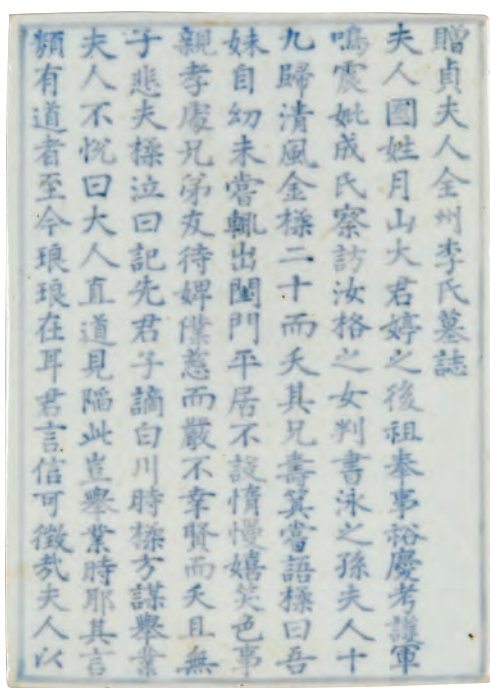 贈貞夫人全州李氏墓誌
夫人國姓月山大君婷之後祖奉事裕慶考護軍
鳴震妣成氏察訪汝格之女判書泳之孫夫人十
九歸清風金樣二十而夭其兄壽箕嘗語樣曰吾
妹自幼未嘗輒出閨門平居不設惰慢嬉笑色事
親孝處兄弟友待婢僕慈而嚴不幸賢而夭且無
子悲夫樣泣曰記先君子謫白川時樣方謀舉業
夫人不悅曰大人直道見陷此豈舉業時耶其言
頗有道者至今琅琅在耳君言信可徵哉夫人以